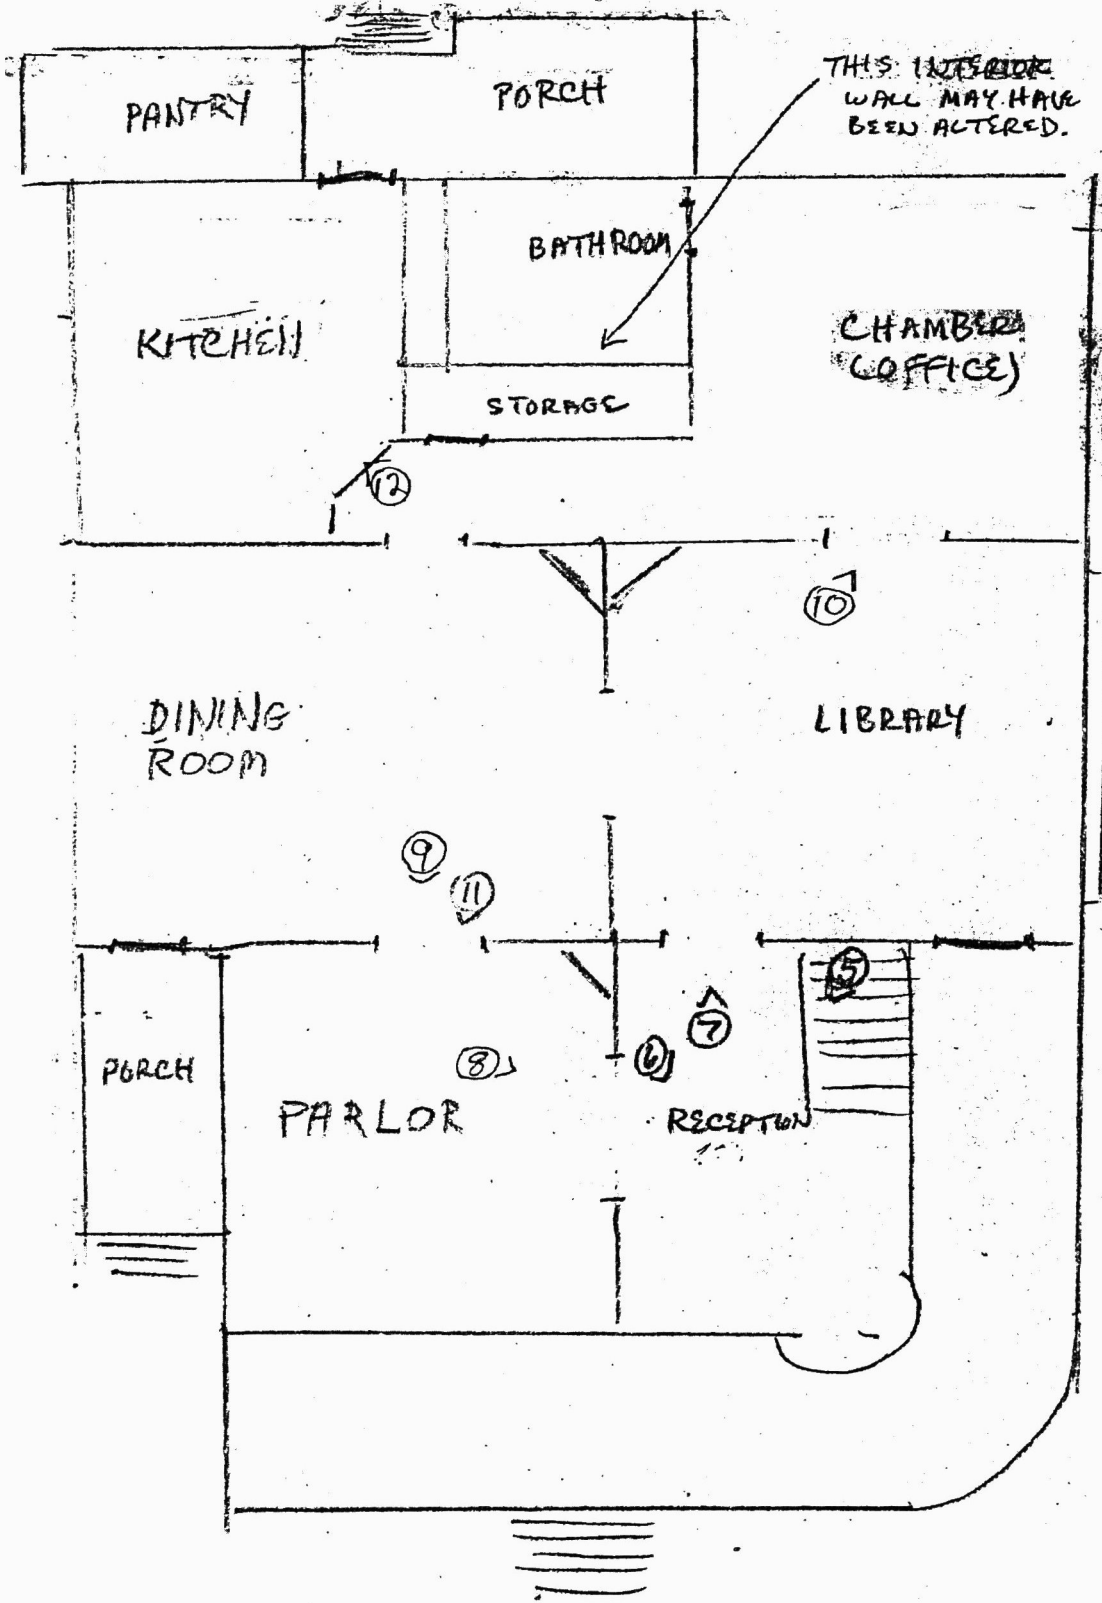 PANTRY
PORCH
THIS INTERIOR
WALL MAY HAVE
BEEN ALTERED.
BATHROOM
KITCHEN
CHAMBER
(OFFICE)
STORAGE
12
10
DINING
ROOM
LIBRARY
9
11
5
7
6
8
PORCH
PARLOR
RECEPTION